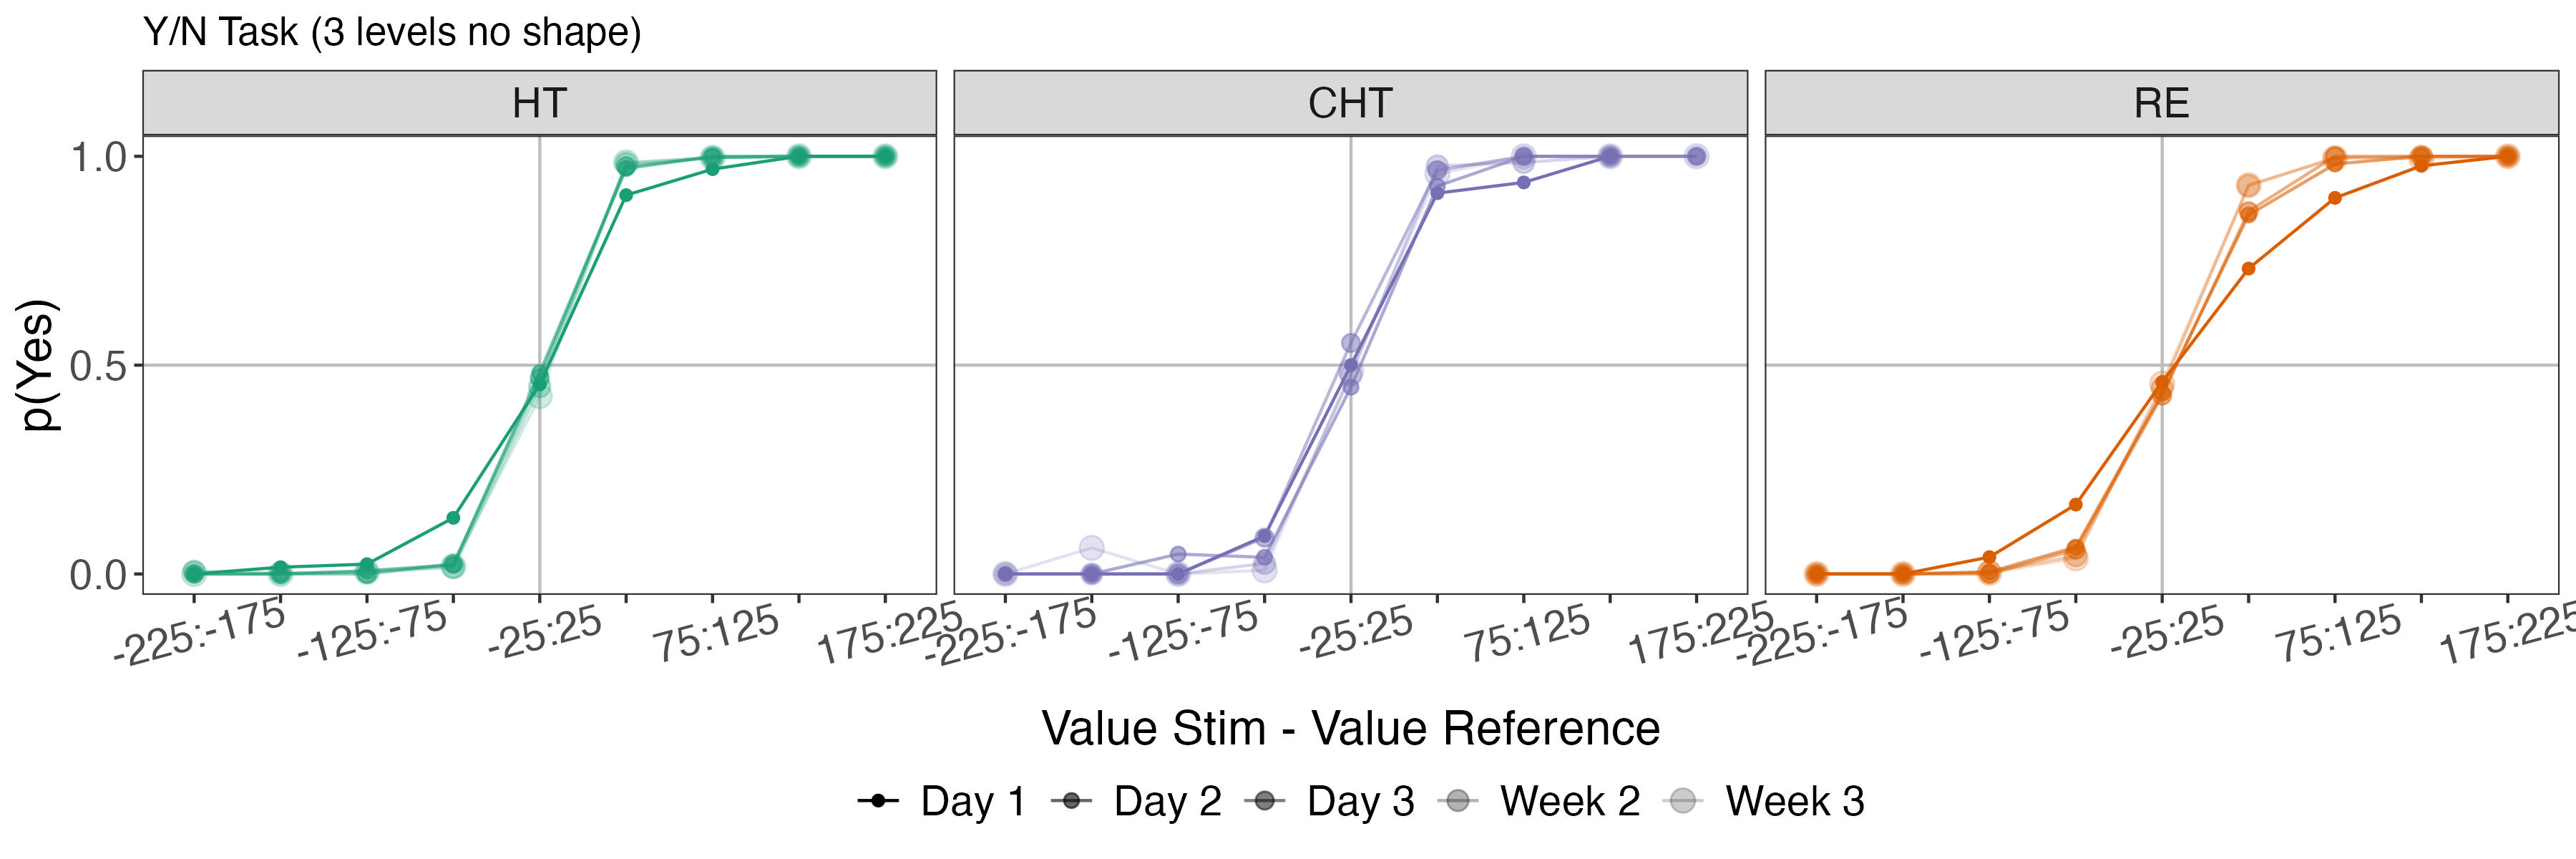 Y/N Task (3 levels no shape)
HT CHT RE
p(Yes)
1.0
0.5
0.0
-225:-175 -125:-75 -25:25 75:125 175:225 -225:-175 -125:-75 -25:25 75:125 175:225 -225:-175 -125:-75 -25:25 75:125 175:225
Value Stim - Value Reference
Day 1 Day 2 Day 3 Week 2 Week 3